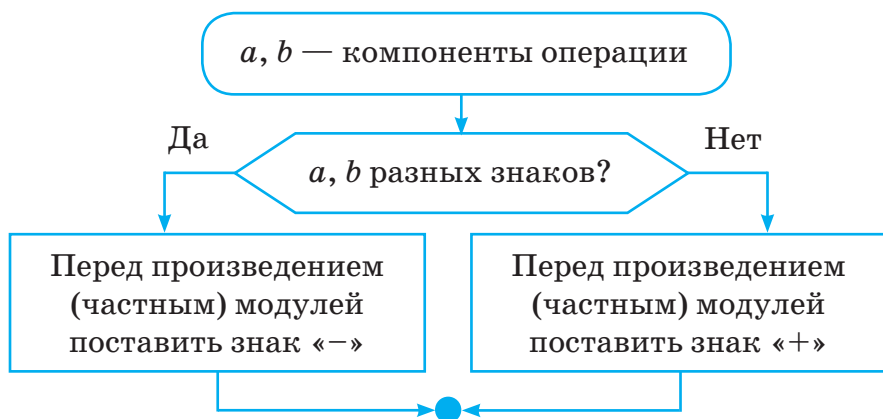 a, b — компоненты операции
Да
Нет
a, b разных знаков?
Перед произведением
(частным) модулей
поставить знак «−»
Перед произведением
(частным) модулей
поставить знак «+»